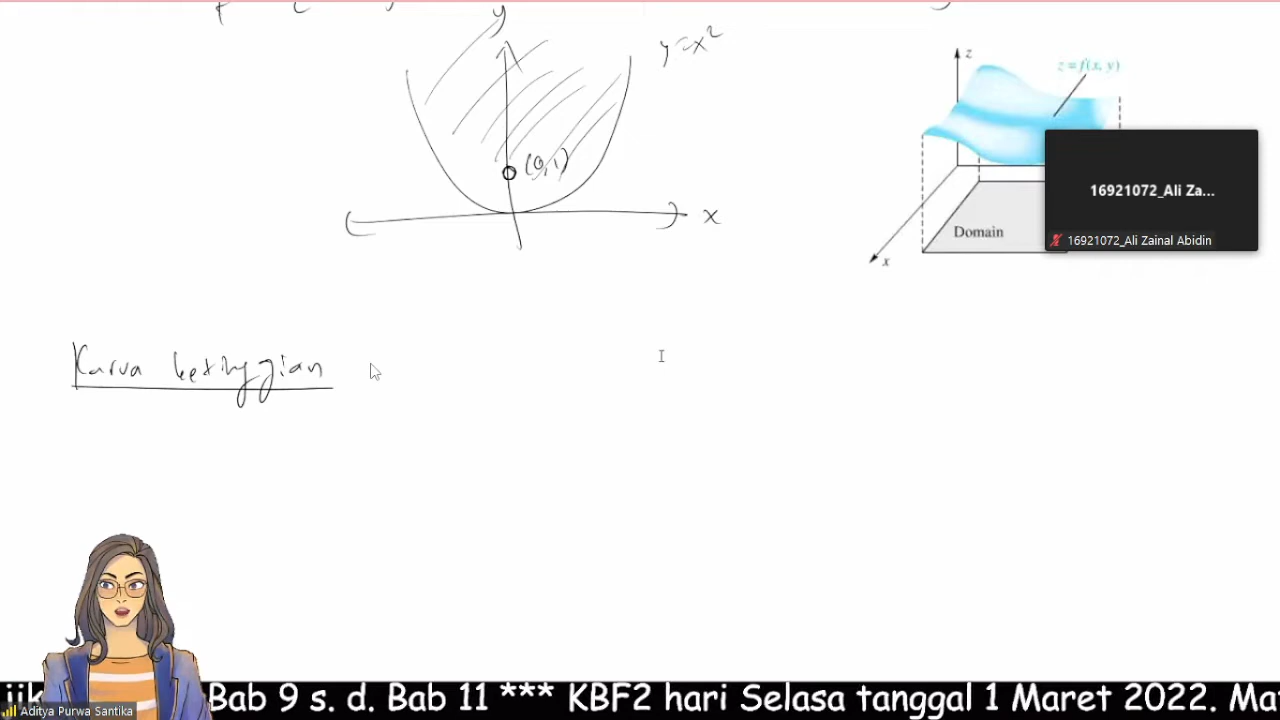 y
y=x²
(0,1)
x
z
z = f(x, y)
Domain
x
16921072_Ali Za...
16921072_Ali Zainal Abidin
Kurva ketinggian
Bab 9 s. d. Bab 11 *** KBF2 hari Selasa tanggal 1 Maret 2022. Ma
Aditya Purwa Santika